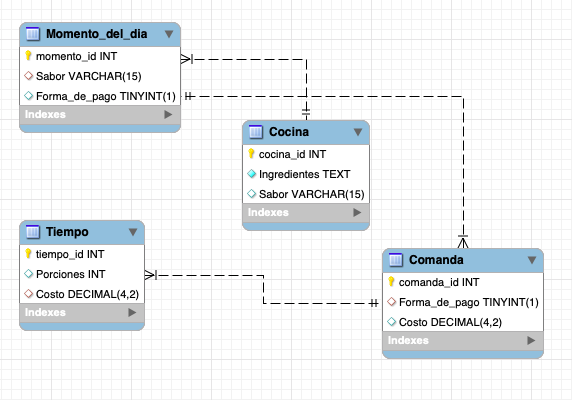 Momento_del_dia
momento_id INT
Sabor VARCHAR(15)
Forma_de_pago TINYINT(1)
Indexes
Cocina
cocina_id INT
Ingredientes TEXT
Sabor VARCHAR(15)
Indexes
Tiempo
tiempo_id INT
Porciones INT
Costo DECIMAL(4,2)
Indexes
Comanda
comanda_id INT
Forma_de_pago TINYINT(1)
Costo DECIMAL(4,2)
Indexes